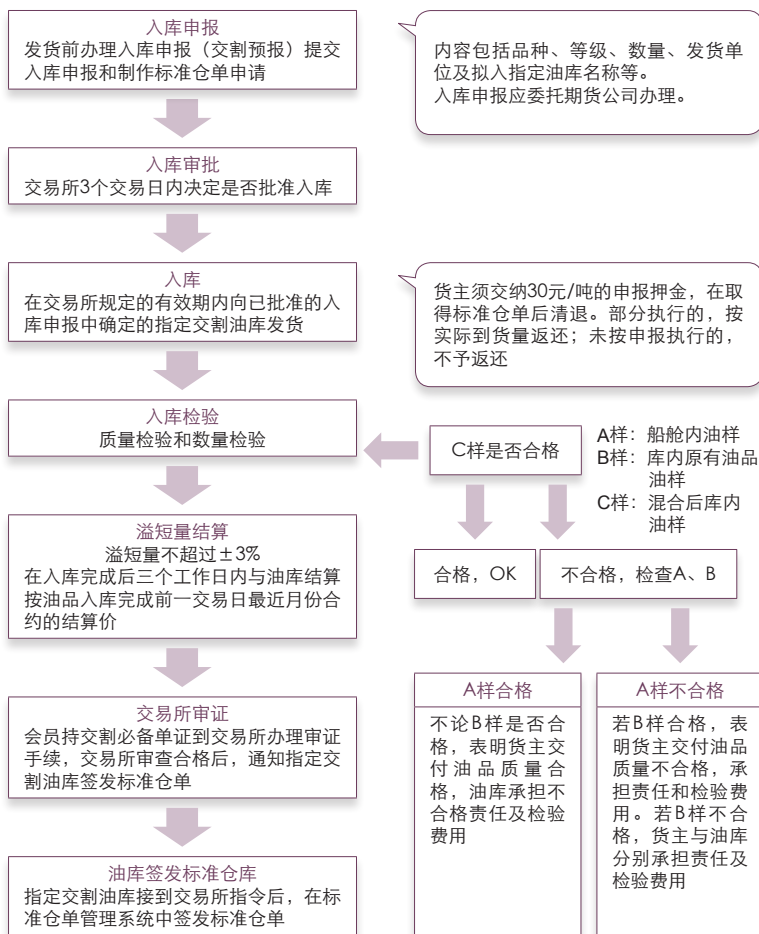 入库申报
发货前办理入库申报（交割预报）提交
入库申报和制作标准仓单申请
内容包括品种、等级、数量、发货单
位及拟入指定油库名称等。
入库申报应委托期货公司办理。
入库审批
交易所3个交易日内决定是否批准入库
入库
在交易所规定的有效期内向已批准的入
库申报中确定的指定交割油库发货
货主须交纳30元/吨的申报押金，在取
得标准仓单后清退。部分执行的，按
实际到货量返还；未按申报执行的，
不予返还
入库检验
质量检验和数量检验
C样是否合格
A样：船舱内油样
B样：库内原有油品
油样
C样：混合后库内
油样
溢短量结算
溢短量不超过±3%
在入库完成后三个工作日内与油库结算
按油品入库完成前一交易日最近月份合
约的结算价
合格，OK
不合格，检查A、B
交易所审证
会员持交割必备单证到交易所办理审证
手续，交易所审查合格后，通知指定交
割油库签发标准仓单
A样合格
不论B样是否合
格，表明货主交
付油品质量合
格，油库承担不
合格责任及检验
费用
A样不合格
若B样合格，表
明货主交付油品
质量不合格，承
担责任和检验费
用。若B样不合
格，货主与油库
分别承担责任及
检验费用
油库签发标准仓库
指定交割油库接到交易所指令后，在标
准仓单管理系统中签发标准仓单